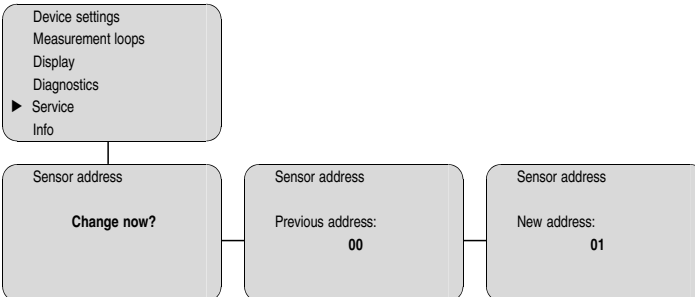 Device settings
Measurement loops
Display
Diagnostics
▶ Service
Info
Sensor address
Change now?
Sensor address
Previous address:
00
Sensor address
New address:
01